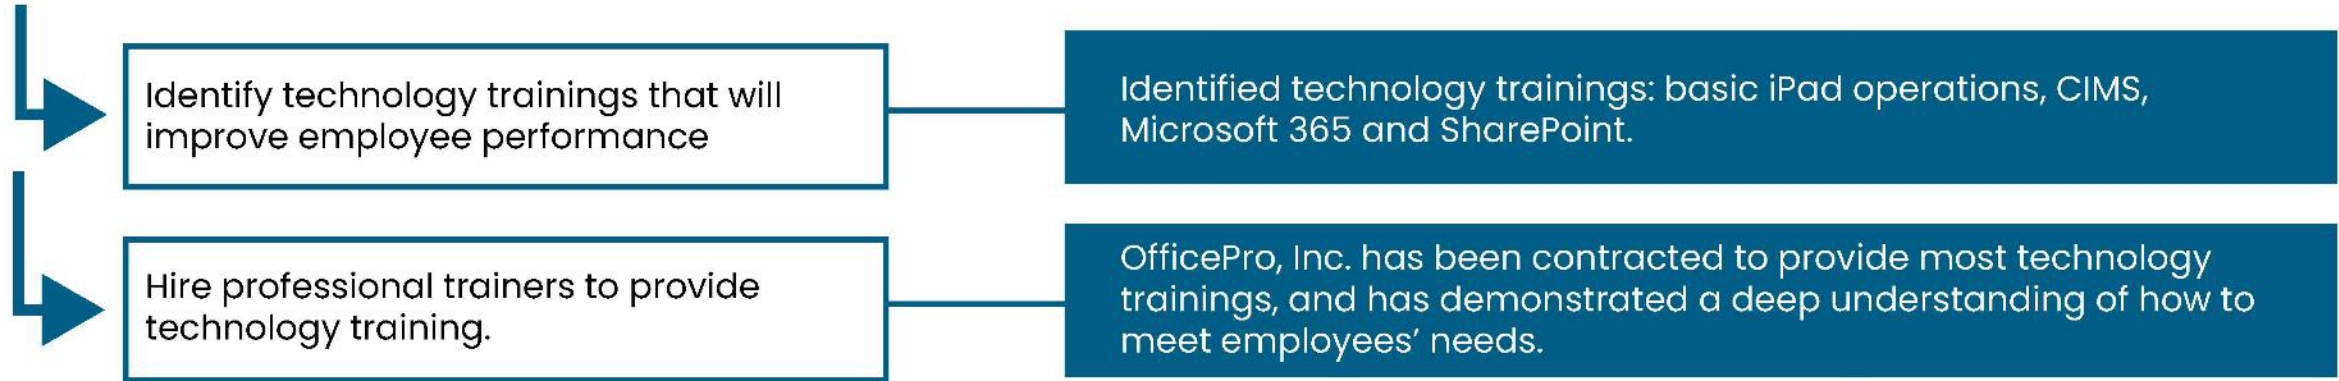 Identify technology trainings that will
improve employee performance
Identified technology trainings: basic iPad operations, CIMS,
Microsoft 365 and SharePoint.
Hire professional trainers to provide
technology training.
OfficePro, Inc. has been contracted to provide most technology
trainings, and has demonstrated a deep understanding of how to
meet employees’ needs.